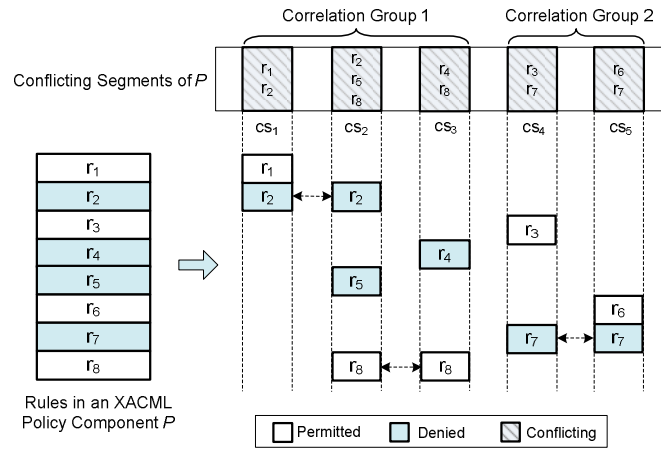 Correlation Group 1 Correlation Group 2
Conflicting Segments of P
r1 r2 r4 r3 r6
r2 r5 r8 r7 r7
r8
cs1 cs2 cs3 cs4 cs5
r1 r1
r2 r2 r2
r3 r3
r4 r4
r5 r5
r6 r6
r7 r7 r7
r8 r8 r8
Rules in an XACML
Policy Component P
Permitted Denied Conflicting